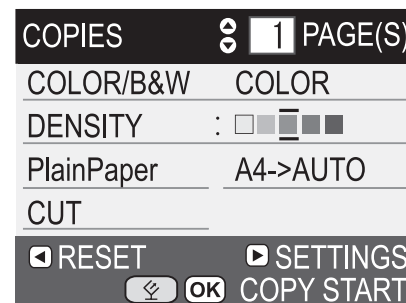 COPIES 1 PAGE(S)
COLOR/B&W COLOR
DENSITY :
PlainPaper A4->AUTO
CUT
RESET SETTINGS
OK COPY START